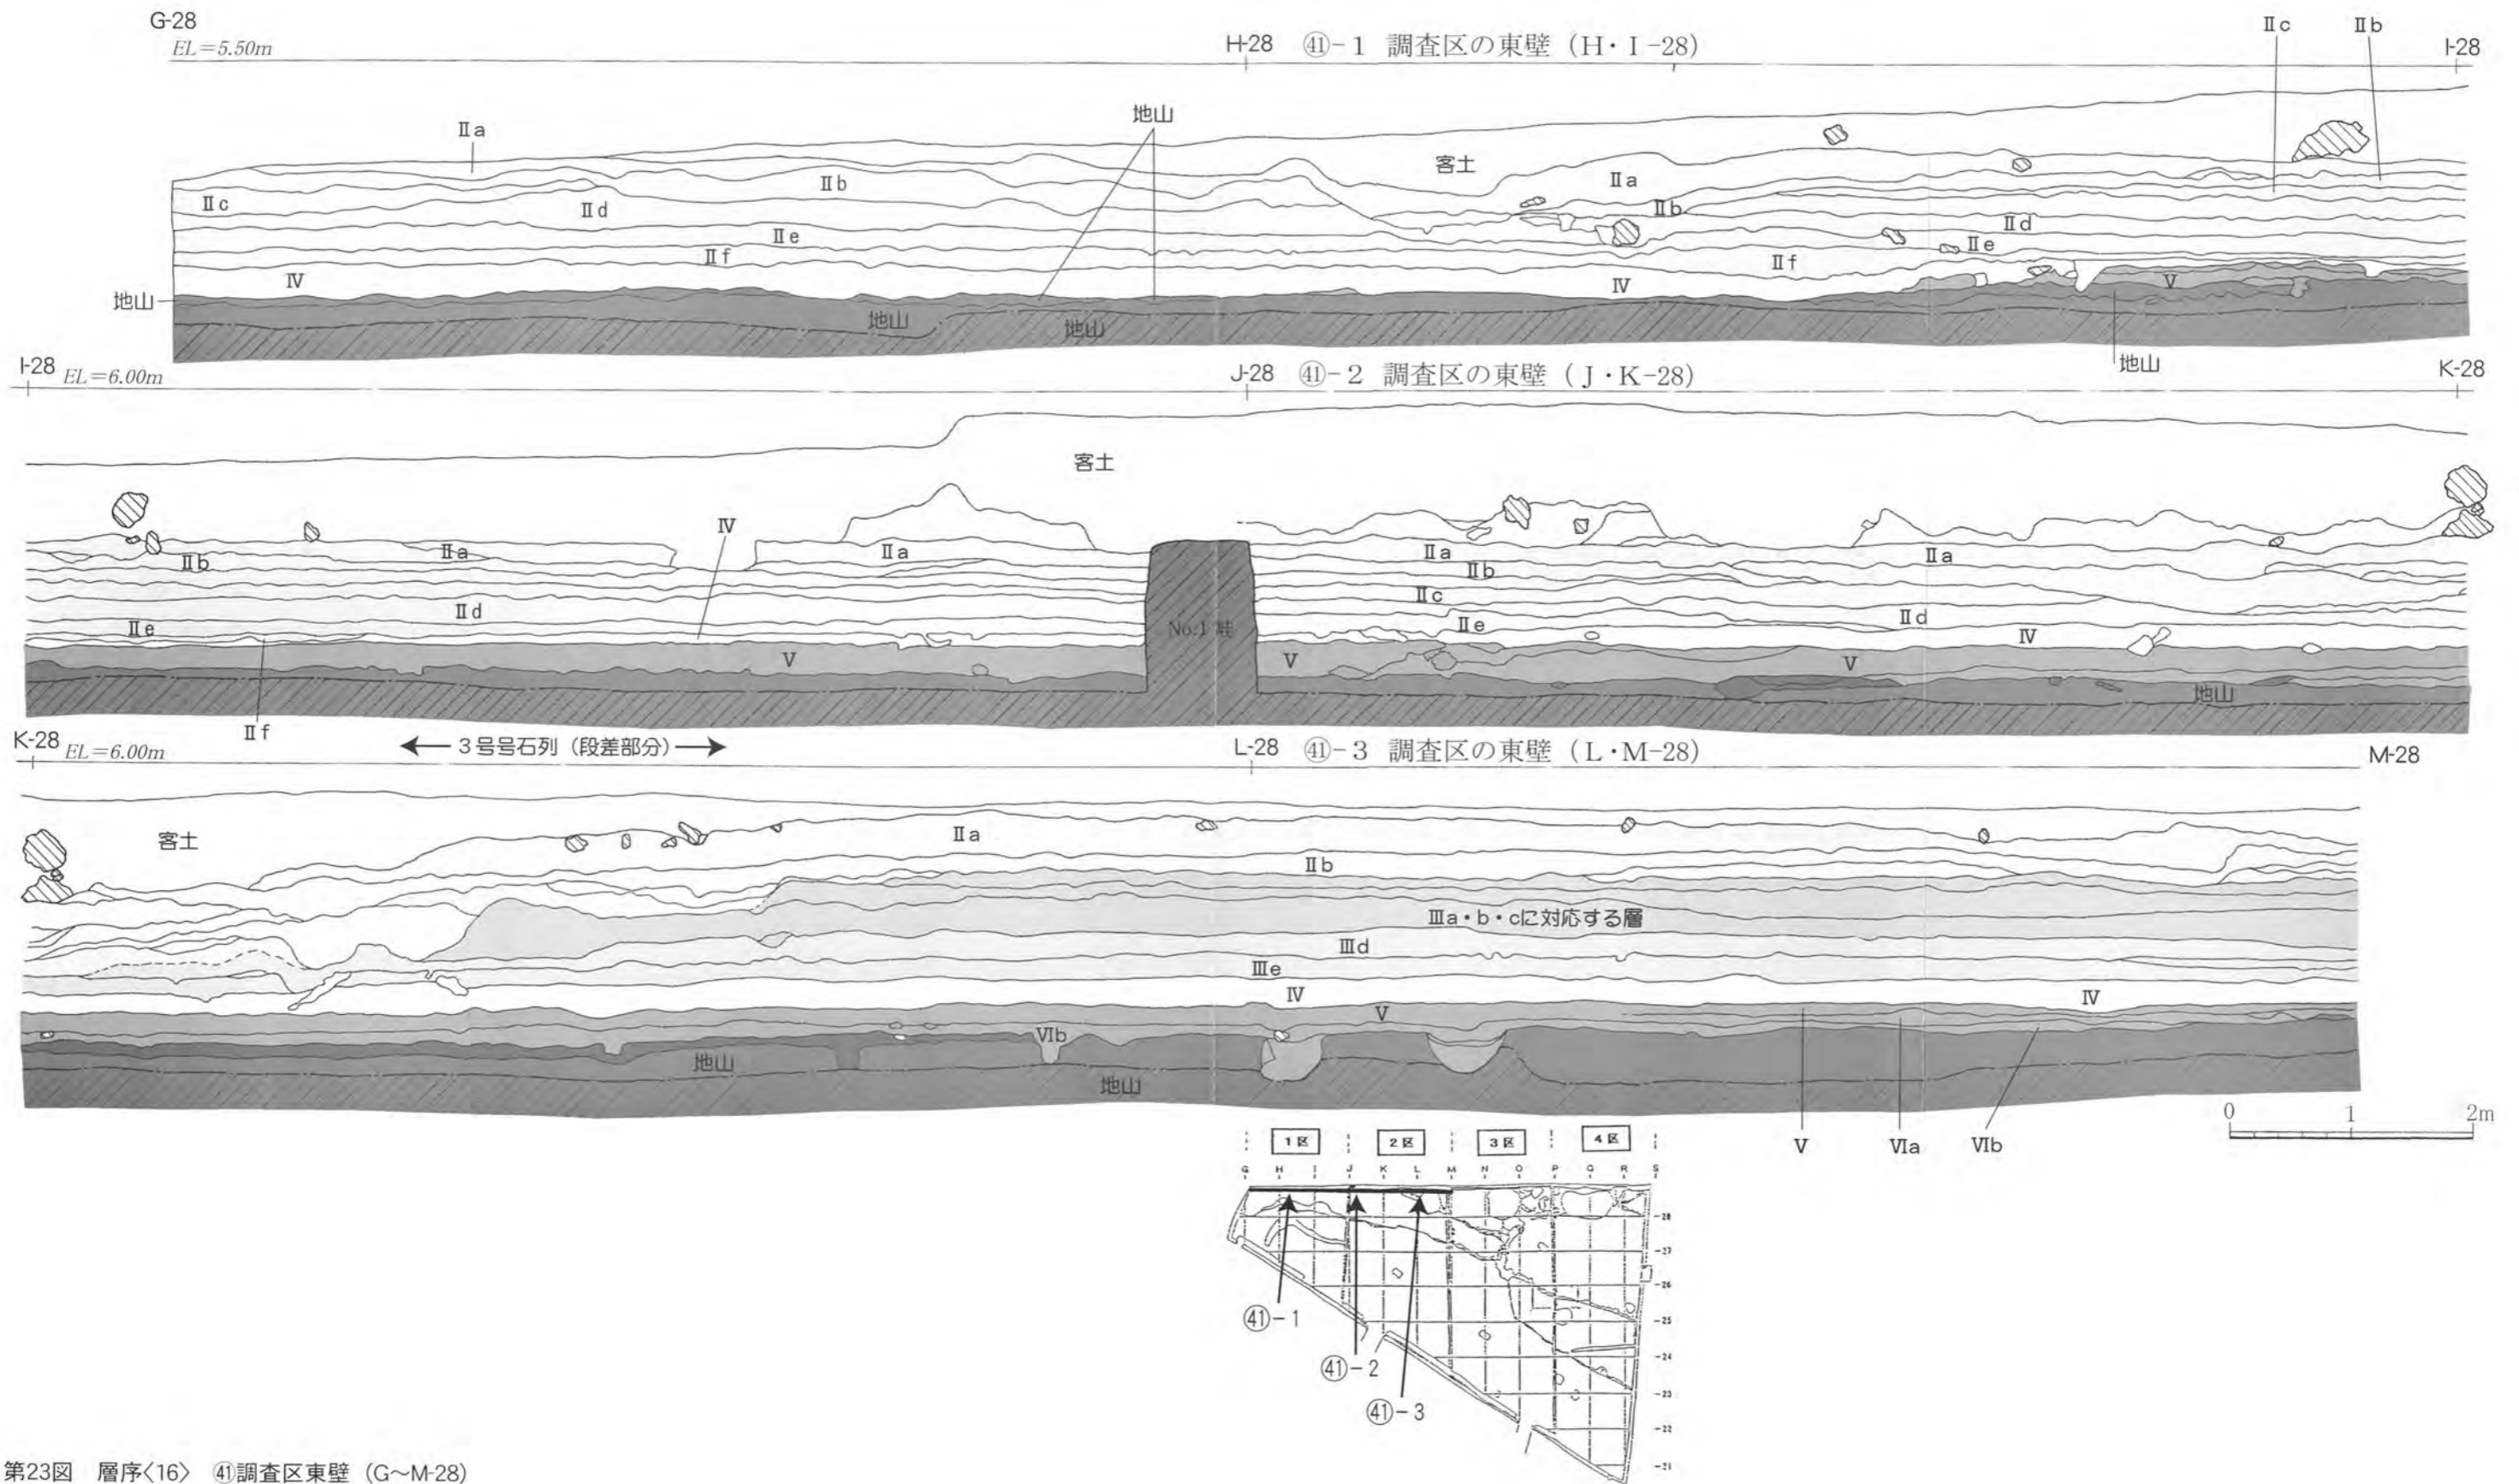 G-28
EL=5.50m
H-28 ㊶-1 調査区の東壁 (H・I-28)
Ⅱc Ⅱb
I-28
Ⅱa
地山
客土
Ⅱb
Ⅱa
Ⅱc
Ⅱd
Ⅱb
Ⅱd
Ⅱe
Ⅱe
Ⅱf
Ⅱf
Ⅳ
Ⅳ
Ⅴ
地山
地山
地山
地山
I-28 EL=6.00m
J-28 ㊶-2 調査区の東壁 (J・K-28)
K-28
客土
Ⅳ
Ⅱa
Ⅱa
Ⅱa
Ⅱa
Ⅱb
Ⅱb
Ⅱc
Ⅱd
Ⅱd
Ⅱe
Ⅱe
Ⅳ
No.1 畦
Ⅴ
Ⅴ
Ⅴ
地山
Ⅱf
K-28 EL=6.00m
3号号石列 (段差部分)
L-28 ㊶-3 調査区の東壁 (L・M-28)
M-28
客土
Ⅱa
Ⅱb
Ⅲa・b・cに対応する層
Ⅲd
Ⅲe
Ⅳ
Ⅳ
Ⅴ
Ⅵb
地山
地山
Ⅴ Ⅵa Ⅵb
0 1 2m
1区 2区 3区 4区
G H I J K L M N O P Q R S
-28
-27
-26
-25
-24
-23
-22
-21
㊶-1
㊶-2
㊶-3
第23図 層序〈16〉 ㊶調査区東壁 (G～M-28)